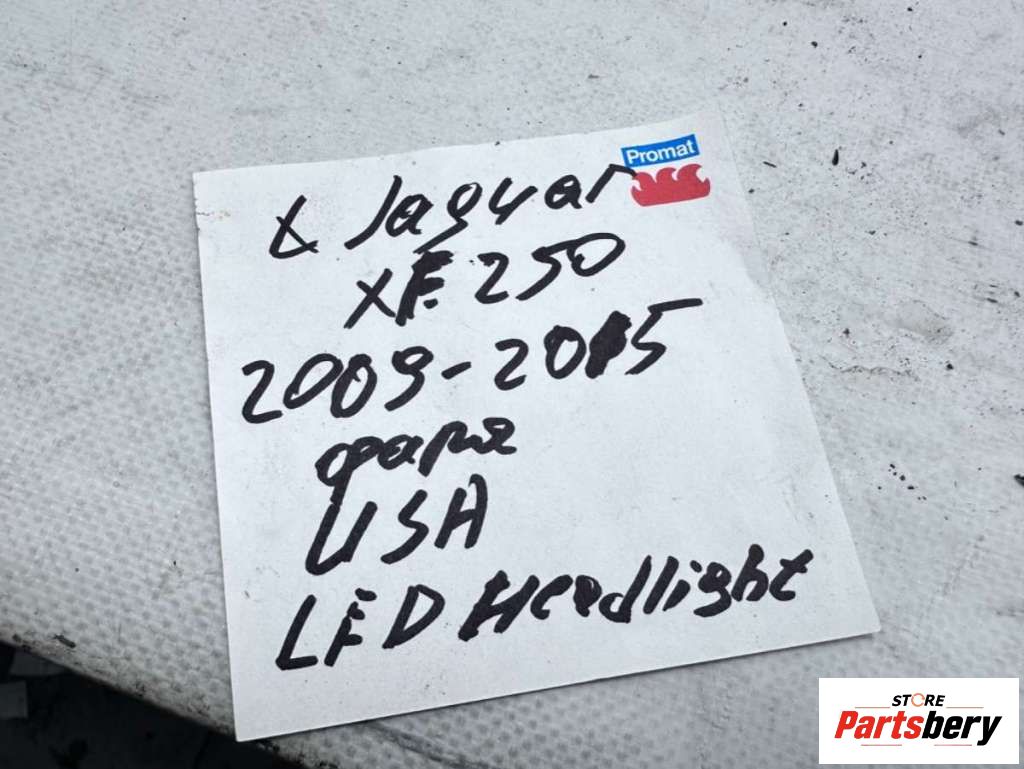 Promat
L Jaguar
XF 250
2009-2015
фара
USA
LED Headlight
STORE
Partsbery